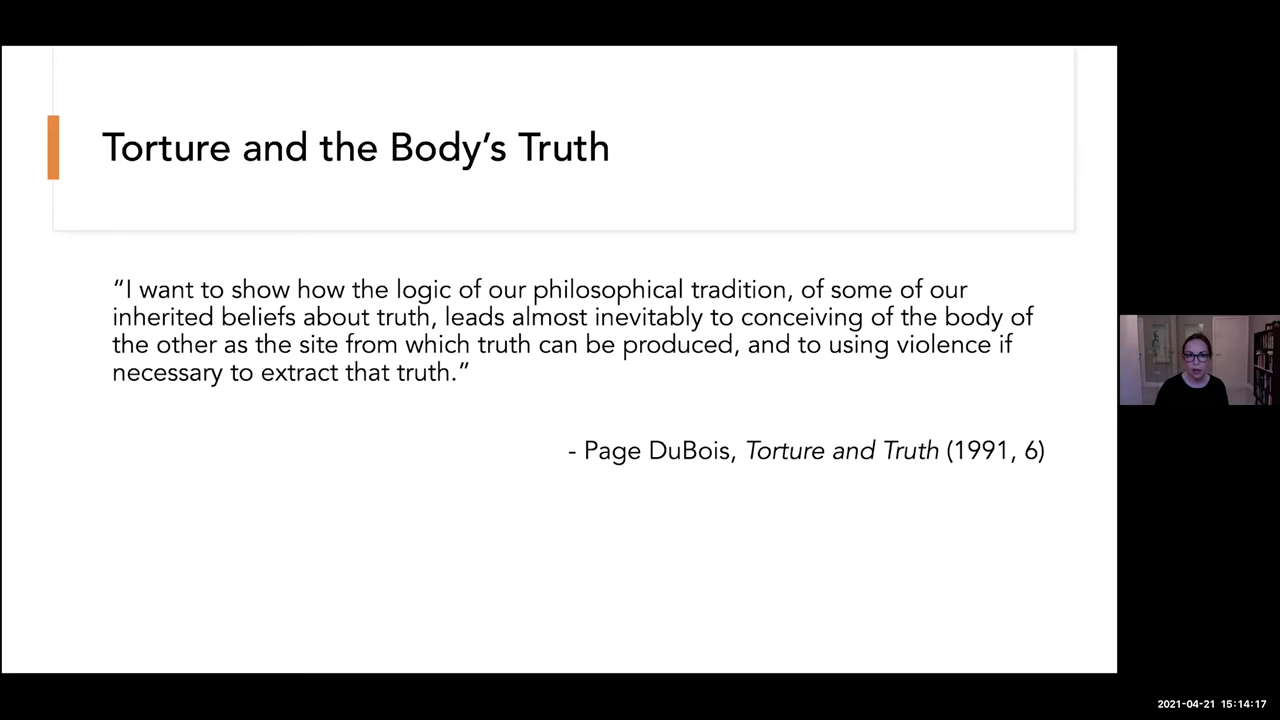 Torture and the Body’s Truth
“I want to show how the logic of our philosophical tradition, of some of our
inherited beliefs about truth, leads almost inevitably to conceiving of the body of
the other as the site from which truth can be produced, and to using violence if
necessary to extract that truth.”
- Page DuBois, Torture and Truth (1991, 6)
2021-04-21 15:14:17